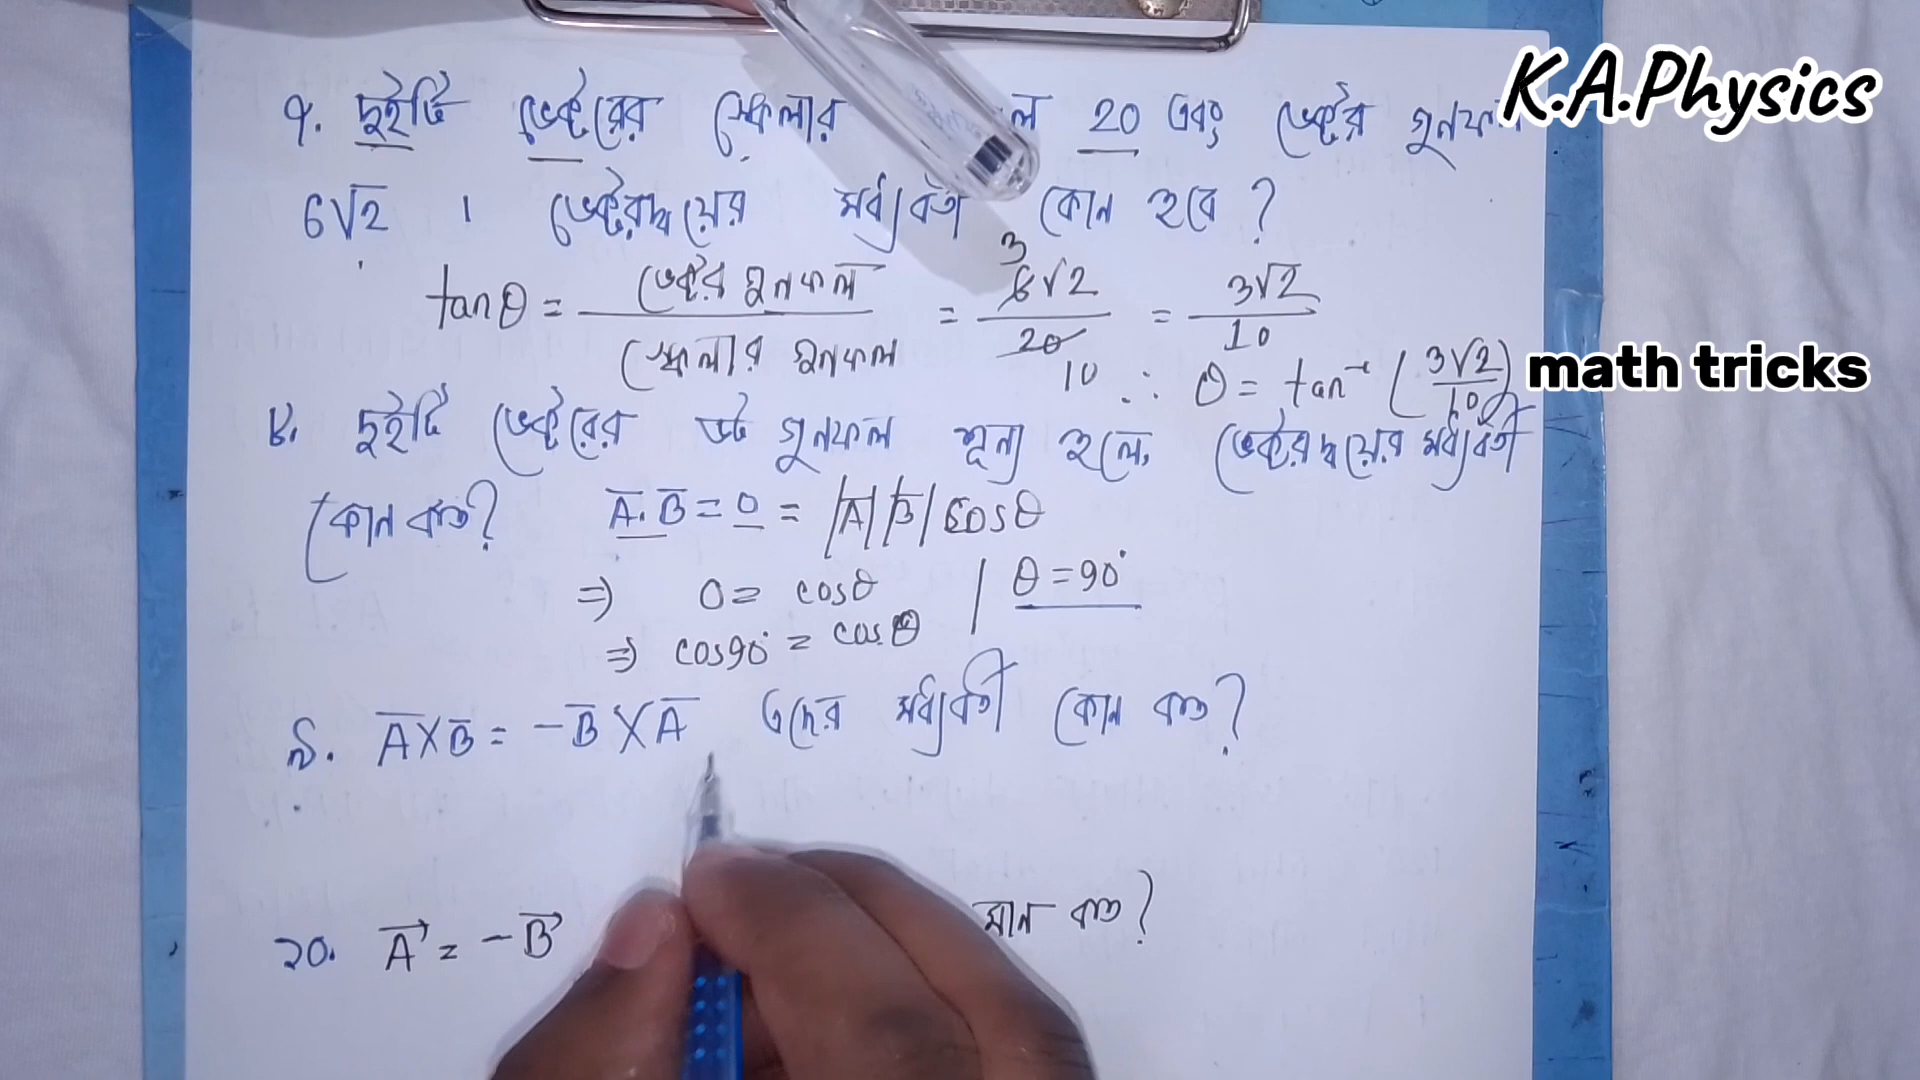 K.A.Physics
৭. দুইটি ভেক্টরের স্কেলার ল 20 এবং ভেক্টর গুনফল
6√2 । ভেক্টরদ্বয়ের মধ্যবর্তী কোন হবে ?
tanθ = ভেক্টর গুনফল / স্কেলার গুনফল = 3 6√2 / 20 10 = 3√2 / 10
math tricks
∴ θ = tan⁻¹ (3√2 / 10)
৮. দুইটি ভেক্টরের ডট গুনফল শূন্য হলে, ভেক্টরদ্বয়ের মধ্যবর্তী
কোন কত? A̅.B̅ = 0 = |A̅||B̅| cosθ
⇒ 0 = cosθ | θ = 90°
⇒ cos90° = cosθ
৯. A̅×B̅ = −B̅×A̅ এদের মধ্যবর্তী কোন কত?
১০. A⃗ = −B⃗ মান কত?